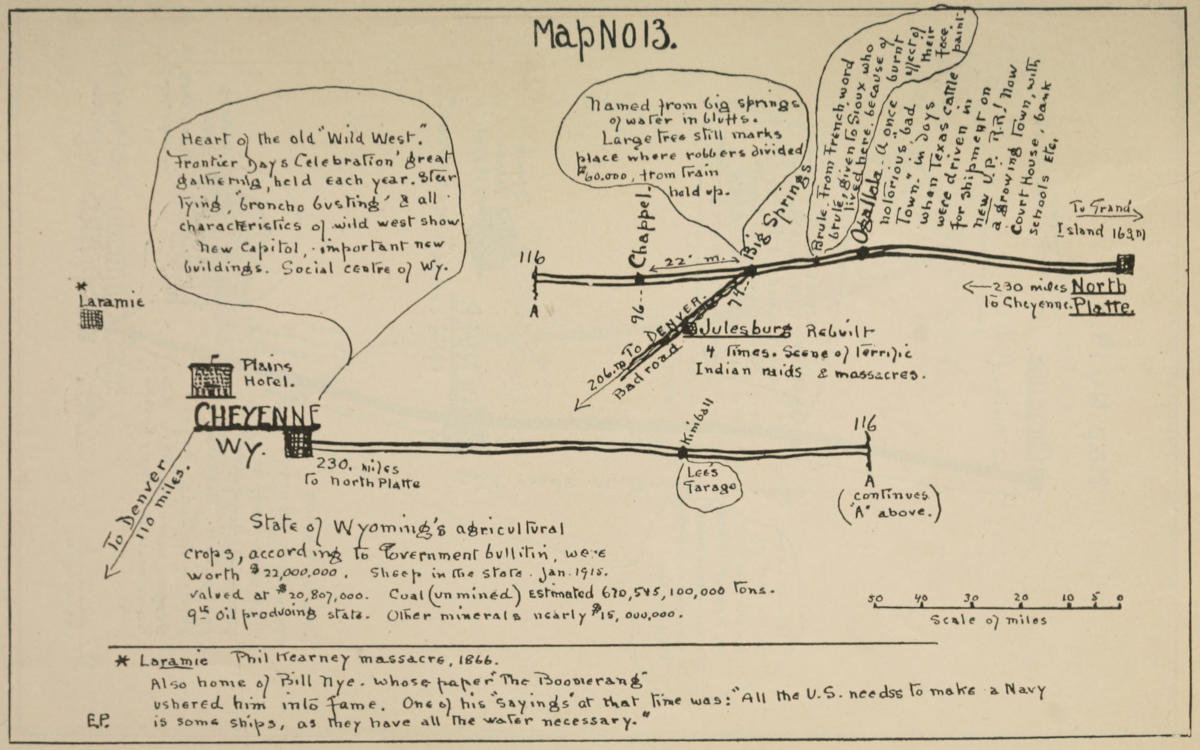 Map No 13.
Heart of the old "Wild West".
"Frontier Days Celebration" great
gathering, held each year. Steer
tying, "broncho busting" & all
characteristics of wild west show
New Capitol, important new
buildings. Social centre of Wy.
Named from big springs
of water in bluffs.
Large tree still marks
place where robbers divided
$60,000, from train
hold up.
Brule from French word
brulé, given to Sioux who
lived here, because of
burnt
effect of
their
face
paint.
Ogallala. A once
notorious "bad
Town." in days
when Texas cattle
were driven in
for shipment on
new U.P. R.R! Now
a growing Town, with
Court House, bank
schools Etc.
To Grand
Island 163 m
116
A
Chappel.
96
22 m.
Big Springs
74
←230 miles
to Cheyenne.
North
Platte.
206 m To DENVER.
Bad road
Julesburg Rebuilt
4 Times. Scene of Terrific
Indian raids & massacres.
* Laramie
Plains
Hotel.
CHEYENNE
Wy.
To Denver
110 miles.
230. miles
To North Platte
Kimball
Lee's
Garage
116
A
(continues
"A" above.)
State of Wyoming's agricultural
crops, according to Government bullitin, were
worth $22,000,000. Sheep in the state. Jan. 1915.
valued at $20,807,000. Coal (unmined) Estimated 670,545,100,000 Tons.
9th Oil produoing state. Other minerals nearly $15,000,000.
50 40 30 20 10 5 0
Scale of miles
* Laramie Phil Kearney massacre, 1866.
Also home of Bill Nye. whose paper "The Boomerang"
ushered him into fame. One of his "sayings" at that time was: "All the U.S. needss to make a Navy
is some ships, as they have all the water necessary."
E.P.